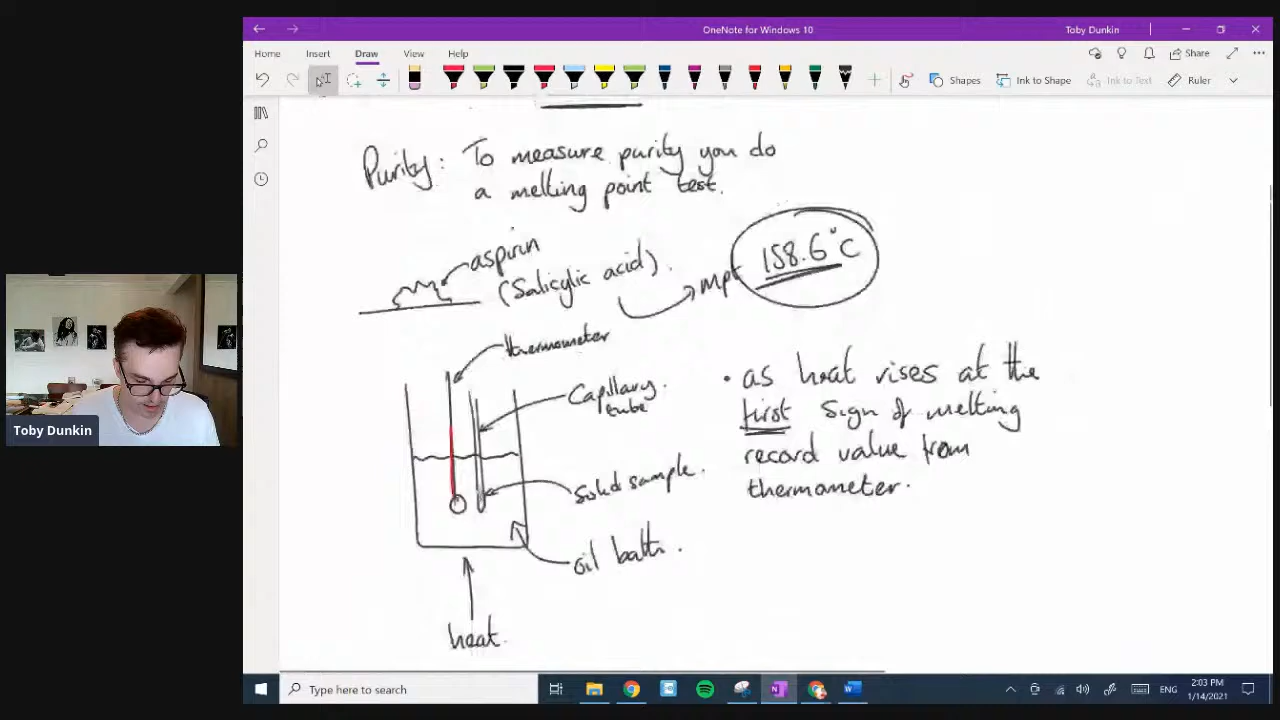 OneNote for Windows 10
Toby Dunkin
Home Insert Draw View Help
Share
Shapes
Ink to Shape
Ink to Text
Ruler
Purity: To measure purity you do
a melting point test.
aspirin
(Salicylic acid).
mpt
158.6°C
thermometer
Capillary
tube
Solid sample.
oil bath.
heat.
• as heat rises at the
first sign of melting
record value from
thermometer.
Toby Dunkin
Type here to search
ENG
2:03 PM
1/14/2021